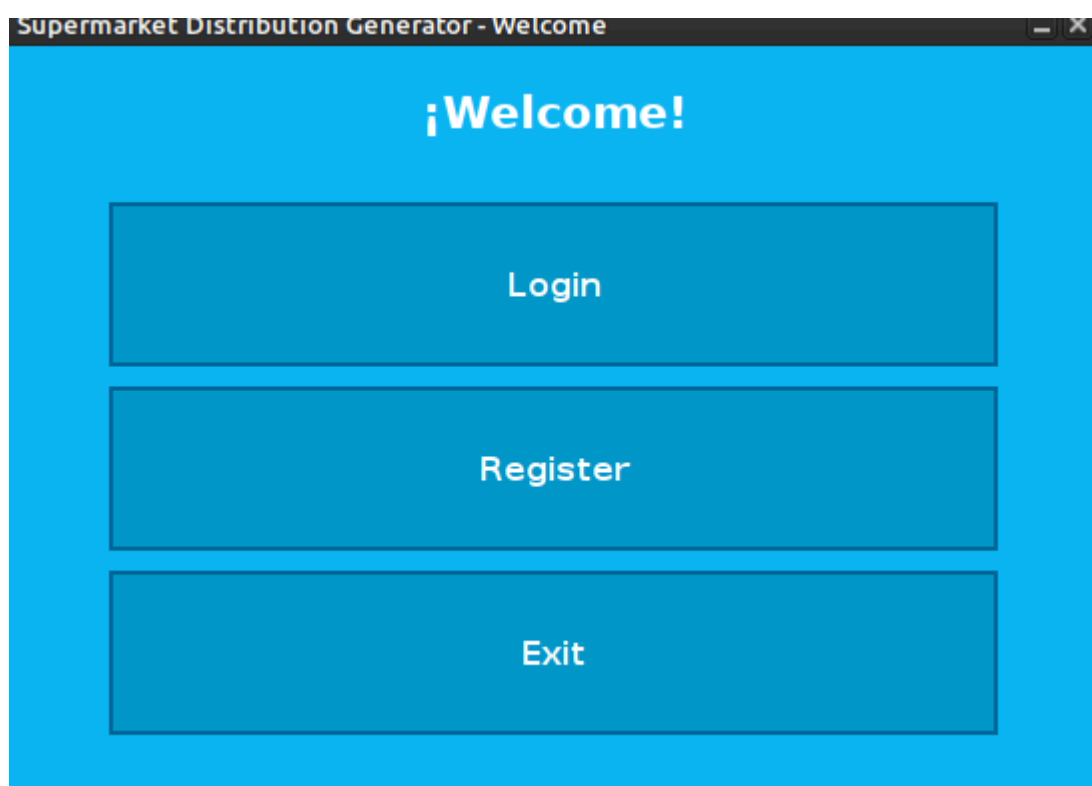 Supermarket Distribution Generator - Welcome
¡Welcome!
Login
Register
Exit